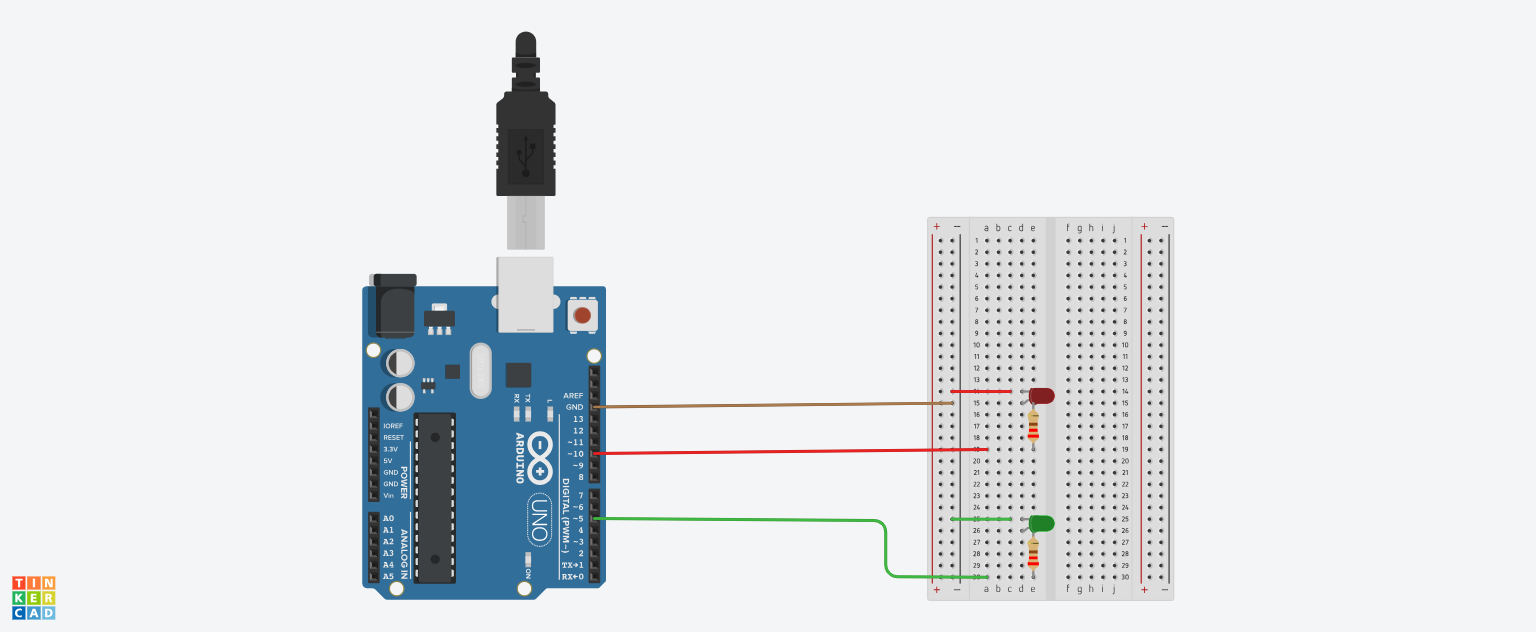 + − a b c d e f g h i j + −
1 1
2 2
3 3
4 4
5 5
6 6
7 7
8 8
9 9
10 10
11 11
12 12
13 13
14
15 15
16 16
17 17
18 18
19
20 20
21 21
22 22
23 23
24 24
25
26 26
27 27
28 28
29 29
30
+ − a b c d e f g h i j + −
AREF
GND
13
12
~11
~10
~9
8
7
~6
~5
4
~3
2
TX→1
RX←0
DIGITAL (PWM~)
RX
TX
L
ARDUINO
UNO
ON
IOREF
RESET
3.3V
5V
GND
GND
Vin
POWER
A0
A1
A2
A3
A4
A5
ANALOG IN
TIN
KER
CAD